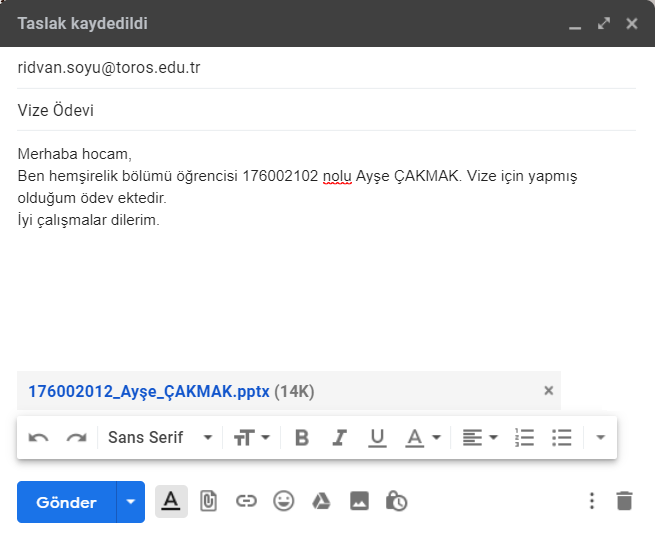 Taslak kaydedildi
ridvan.soyu@toros.edu.tr
Vize Ödevi
Merhaba hocam,
Ben hemşirelik bölümü öğrencisi 176002102 nolu Ayşe ÇAKMAK. Vize için yapmış
olduğum ödev ektedir.
İyi çalışmalar dilerim.
176002012_Ayşe_ÇAKMAK.pptx (14K)
Sans Serif
Gönder